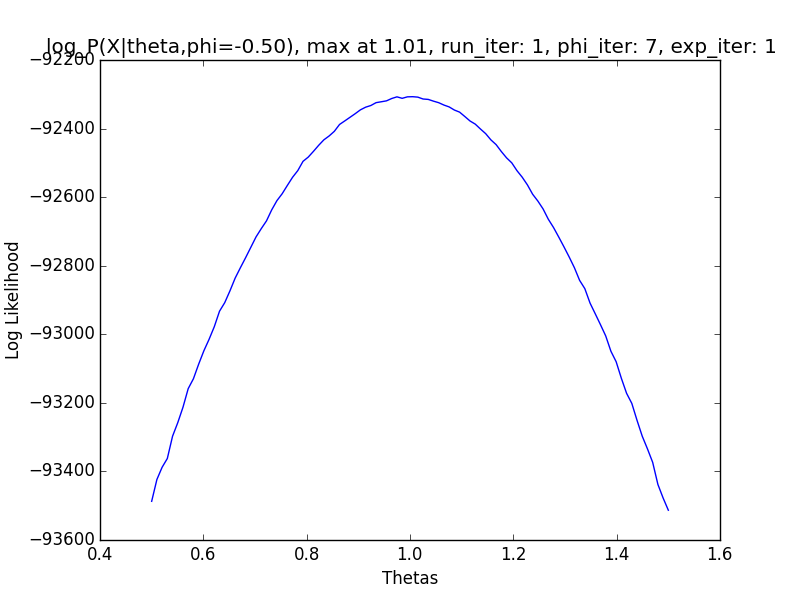 log_P(X|theta,phi=-0.50), max at 1.01, run_iter: 1, phi_iter: 7, exp_iter: 1
−92200
−92400
−92600
−92800
−93000
−93200
−93400
−93600
Log Likelihood
0.4 0.6 0.8 1.0 1.2 1.4 1.6
Thetas